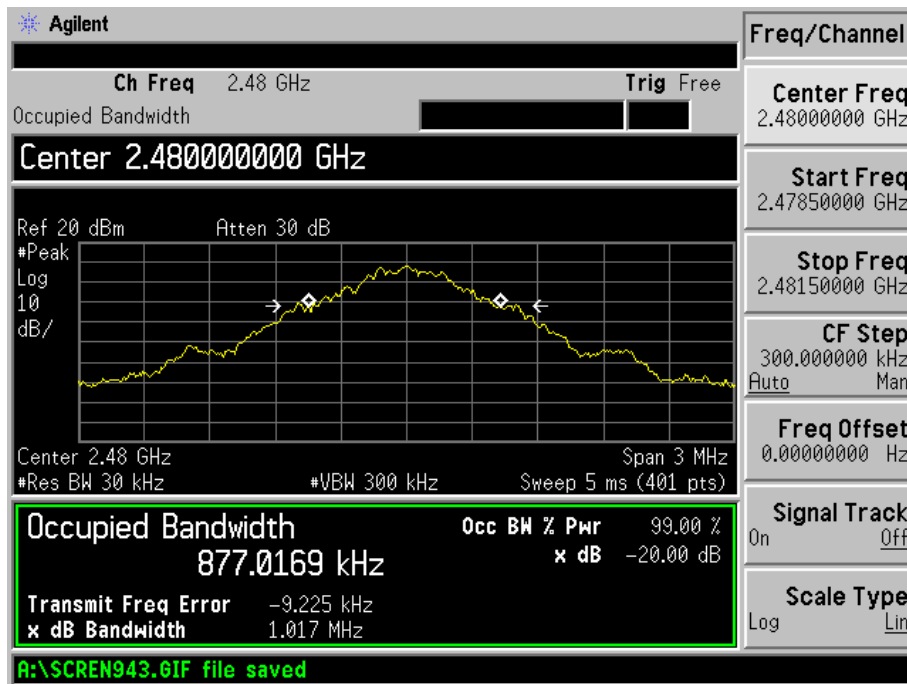 Agilent
Freq/Channel
Ch Freq 2.48 GHz Trig Free
Occupied Bandwidth
Center 2.480000000 GHz
Ref 20 dBm Atten 30 dB
#Peak
Log
10
dB/
Center 2.48 GHz Span 3 MHz
#Res BW 30 kHz #VBW 300 kHz Sweep 5 ms (401 pts)
Occupied Bandwidth Occ BW % Pwr 99.00 %
877.0169 kHz x dB -20.00 dB
Transmit Freq Error -9.225 kHz
x dB Bandwidth 1.017 MHz
A:\SCREN943.GIF file saved
Center Freq
2.48000000 GHz
Start Freq
2.47850000 GHz
Stop Freq
2.48150000 GHz
CF Step
300.000000 kHz
Auto Man
Freq Offset
0.00000000 Hz
Signal Track
On Off
Scale Type
Log Lin